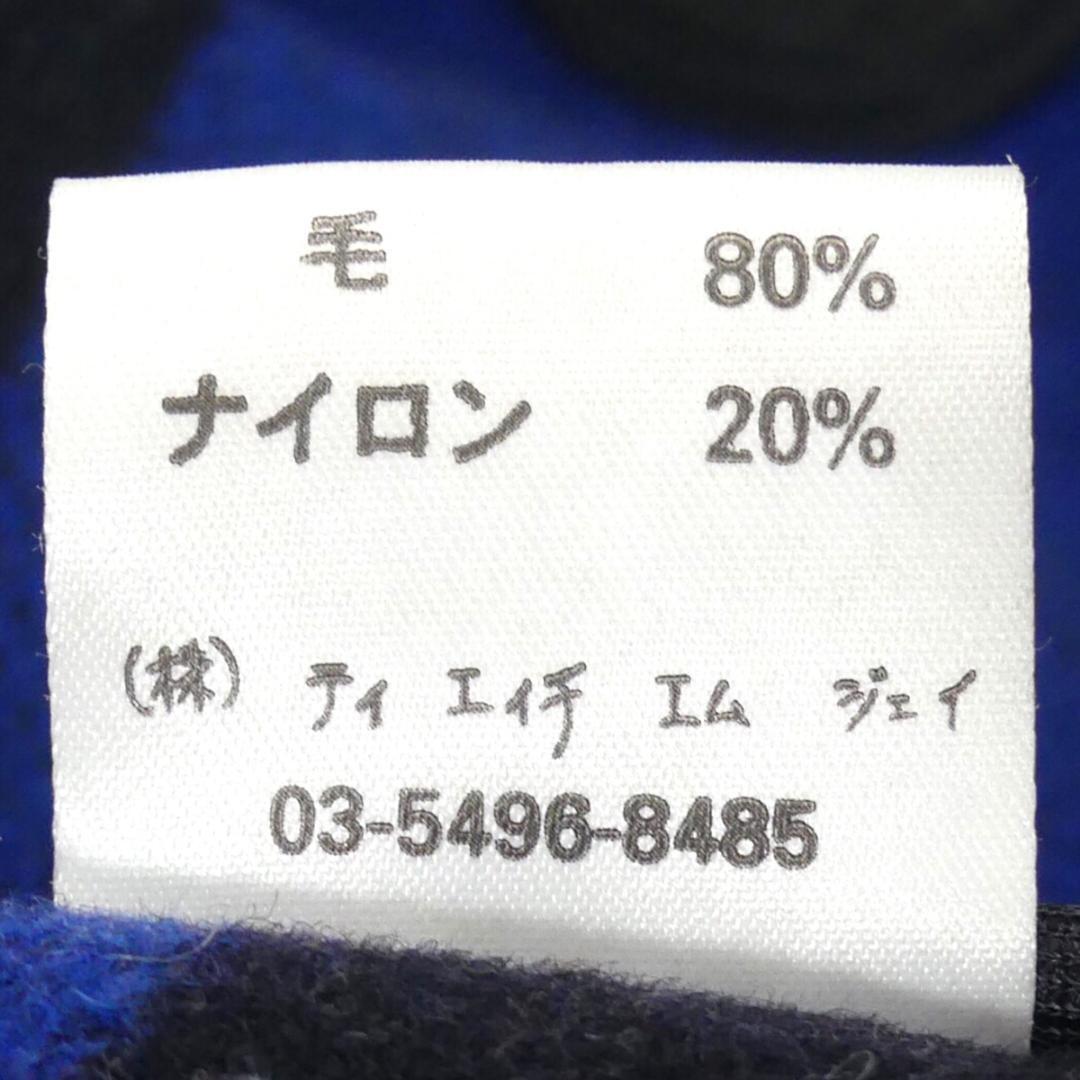 毛 80%
ナイロン 20%
(株) ティ エイチ エム ジェイ
03-5496-8485